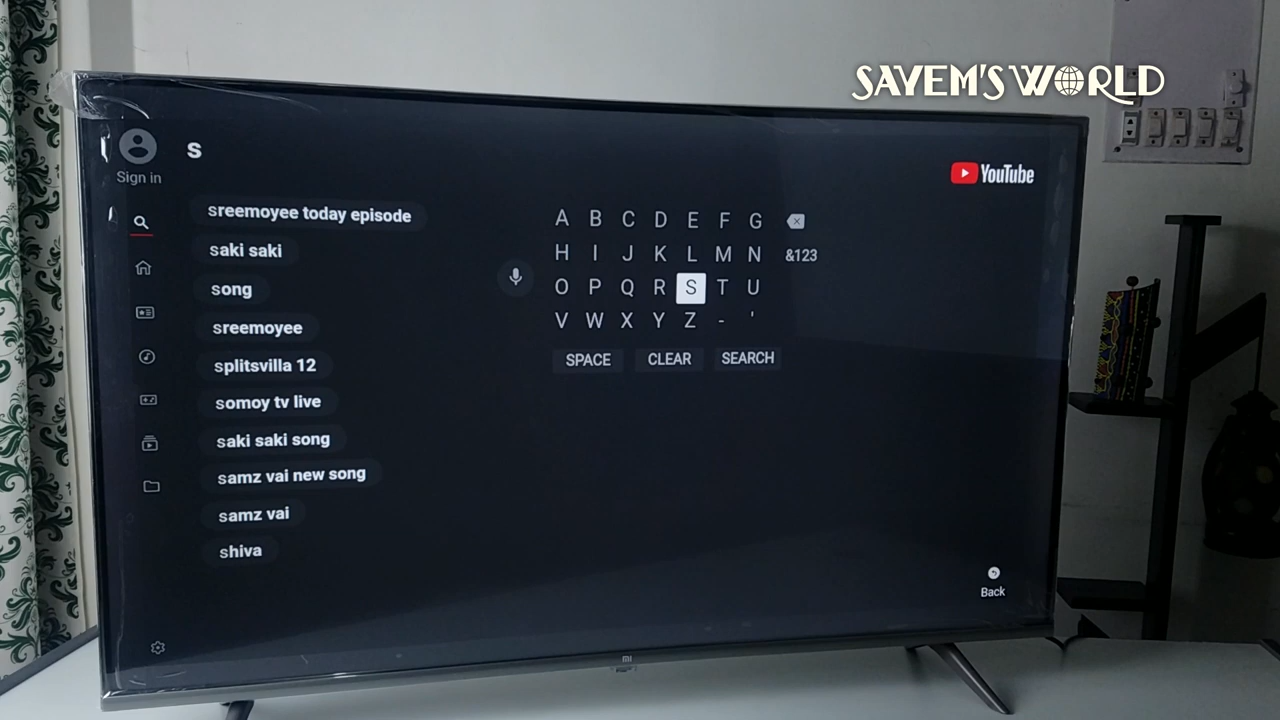 SAYEM'S WORLD
S
Sign in
YouTube
sreemoyee today episode
saki saki
song
sreemoyee
splitsvilla 12
somoy tv live
saki saki song
samz vai new song
samz vai
shiva
A B C D E F G
H I J K L M N &123
O P Q R S T U
V W X Y Z - '
SPACE CLEAR SEARCH
Back
mi